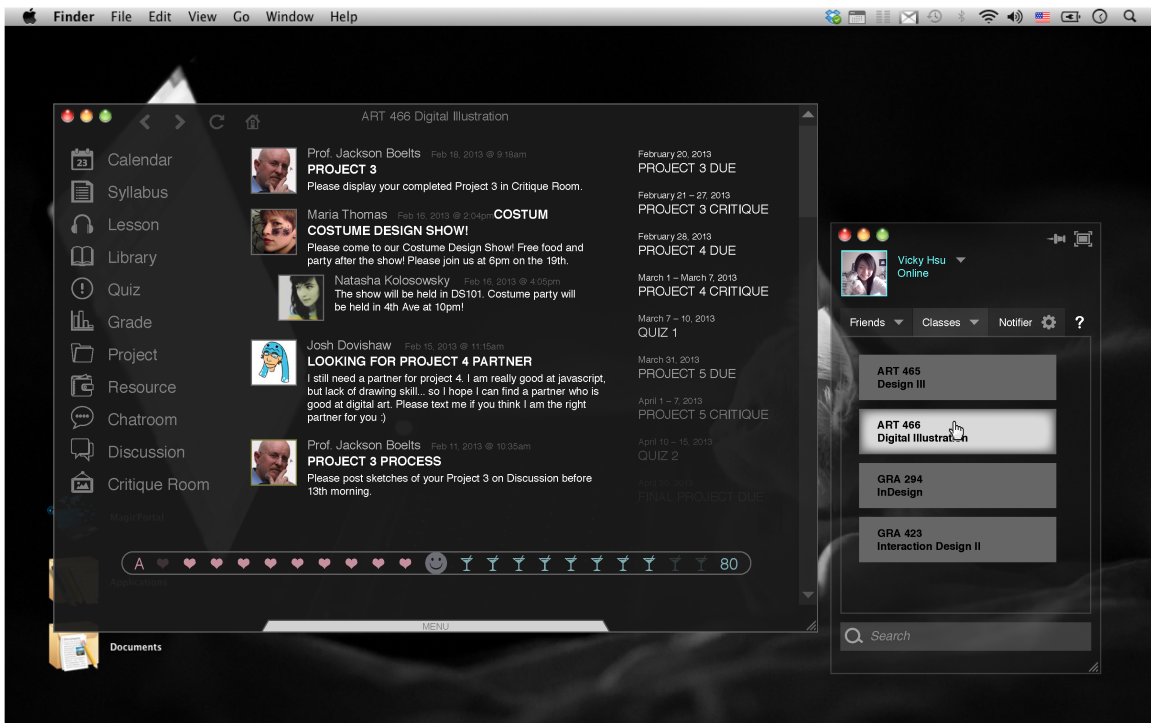 Finder File Edit View Go Window Help
ART 466 Digital Illustration
23 Calendar
Syllabus
Lesson
Library
Quiz
Grade
Project
Resource
Chatroom
Discussion
Critique Room
Prof. Jackson Boelts Feb 18, 2013 @ 9:18am
PROJECT 3
Please display your completed Project 3 in Critique Room.
Maria Thomas Feb 16, 2013 @ 2:04pmCOSTUM
COSTUME DESIGN SHOW!
Please come to our Costume Design Show! Free food and
party after the show! Please join us at 6pm on the 19th.
Natasha Kolosowsky Feb 16, 2013 @ 4:05pm
The show will be held in DS101. Costume party will
be held in 4th Ave at 10pm!
Josh Dovishaw Feb 15, 2013 @ 11:15am
LOOKING FOR PROJECT 4 PARTNER
I still need a partner for project 4. I am really good at javascript,
but lack of drawing skill... so I hope I can find a partner who is
good at digital art. Please text me if you think I am the right
partner for you :)
Prof. Jackson Boelts Feb 11, 2013 @ 10:35am
PROJECT 3 PROCESS
Please post sketches of your Project 3 on Discussion before
13th morning.
February 20, 2013
PROJECT 3 DUE
February 21 – 27, 2013
PROJECT 3 CRITIQUE
February 28, 2013
PROJECT 4 DUE
March 1 – March 7, 2013
PROJECT 4 CRITIQUE
March 7 – 10, 2013
QUIZ 1
March 31, 2013
PROJECT 5 DUE
April 1 – 7, 2013
PROJECT 5 CRITIQUE
April 10 – 15, 2013
QUIZ 2
FINAL PROJECT DUE
A 80
MENU
Applications
Documents
Vicky Hsu
Online
Friends Classes Notifier ?
ART 465
Design III
ART 466
Digital Illustration
GRA 294
InDesign
GRA 423
Interaction Design II
Search